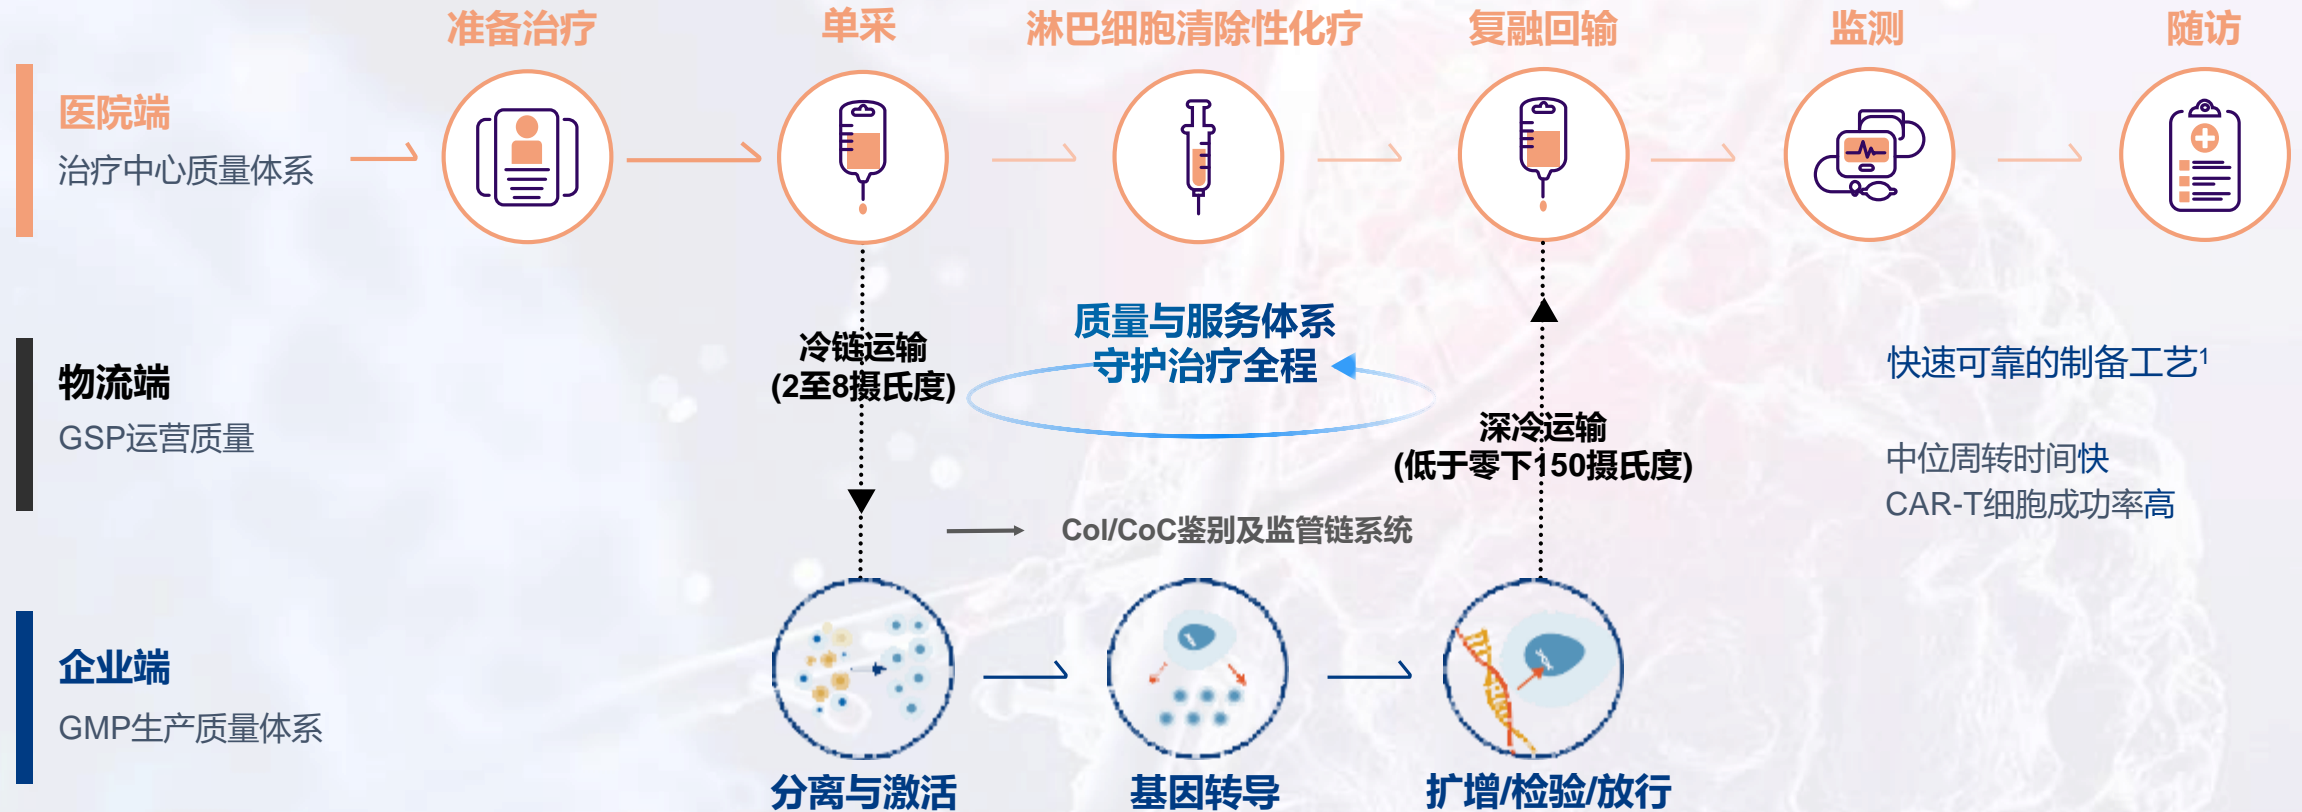 准备治疗
单采
淋巴细胞清除性化疗
复融回输
监测
随访
医院端
治疗中心质量体系
物流端
GSP运营质量
冷链运输
(2至8摄氏度)
质量与服务体系
守护治疗全程
深冷运输
(低于零下150摄氏度)
快速可靠的制备工艺1
中位周转时间快
CAR-T细胞成功率高
CoI/CoC鉴别及监管链系统
企业端
GMP生产质量体系
分离与激活
基因转导
扩增/检验/放行